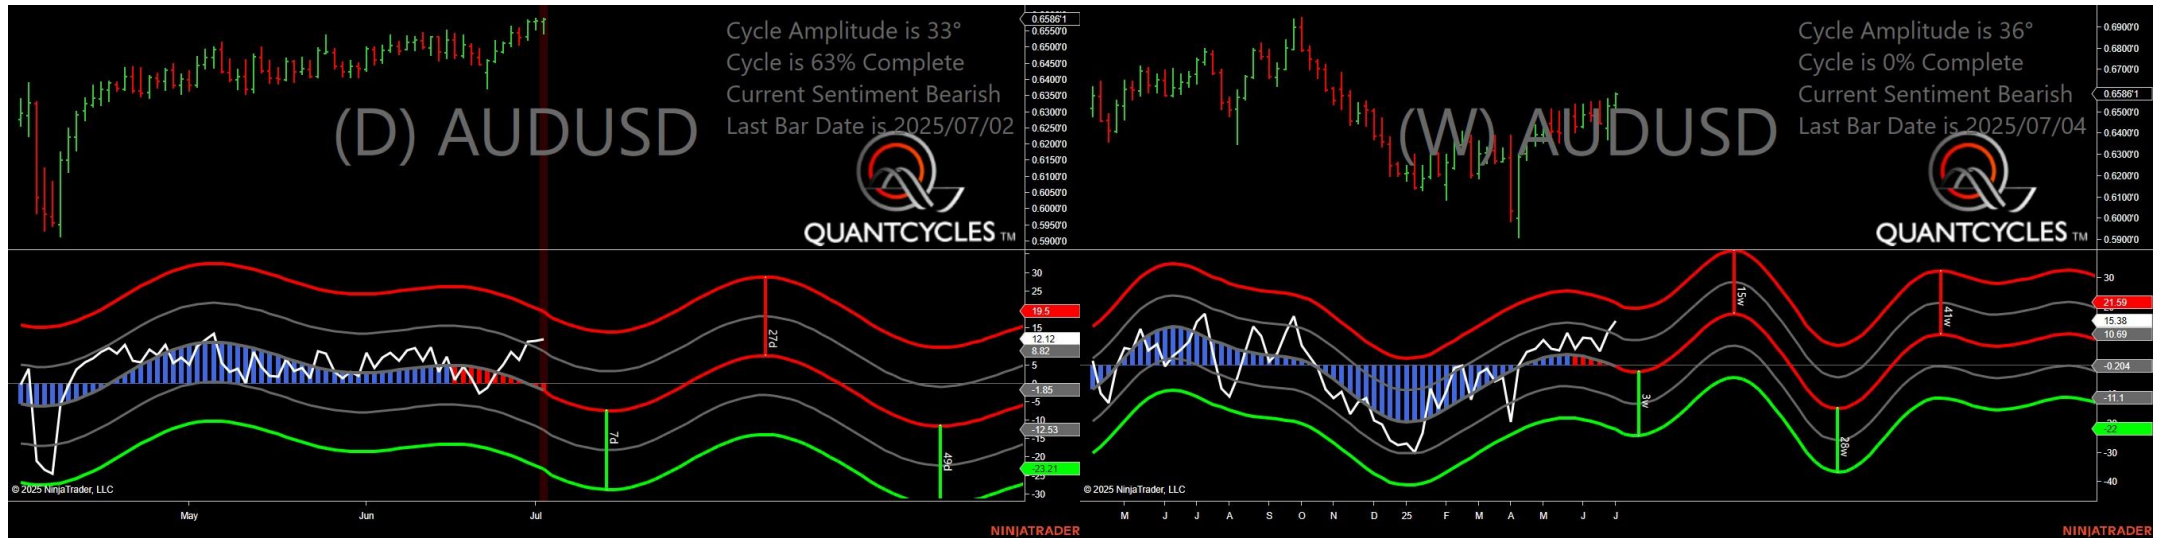 0.6586'1
0.6550'0
0.6500'0
0.6450'0
0.6400'0
0.6350'0
0.6300'0
0.6250'0
0.6200'0
0.6150'0
0.6100'0
0.6050'0
0.6000'0
0.5950'0
0.5900'0
Cycle Amplitude is 33°
Cycle is 63% Complete
Current Sentiment Bearish
Last Bar Date is 2025/07/02
(D) AUDUSD
QUANTCYCLES TM
30
25
19.5
15
12.12
8.82
5
-1.85
-5
-10
-12.53
-15
-20
-23.21
-25
-30
7d
27d
49d
© 2025 NinjaTrader, LLC
May
Jun
Jul
NINJATRADER
0.6900'0
0.6800'0
0.6700'0
0.6586'1
0.6500'0
0.6400'0
0.6300'0
0.6200'0
0.6100'0
0.6000'0
0.5900'0
Cycle Amplitude is 36°
Cycle is 0% Complete
Current Sentiment Bearish
Last Bar Date is 2025/07/04
(W) AUDUSD
QUANTCYCLES TM
30
21.59
15.38
10.69
-0.204
-11.1
-22
-30
-40
3w
15w
28w
41w
© 2025 NinjaTrader, LLC
M
J
J
A
S
O
N
D
25
F
M
A
M
J
J
NINJATRADER